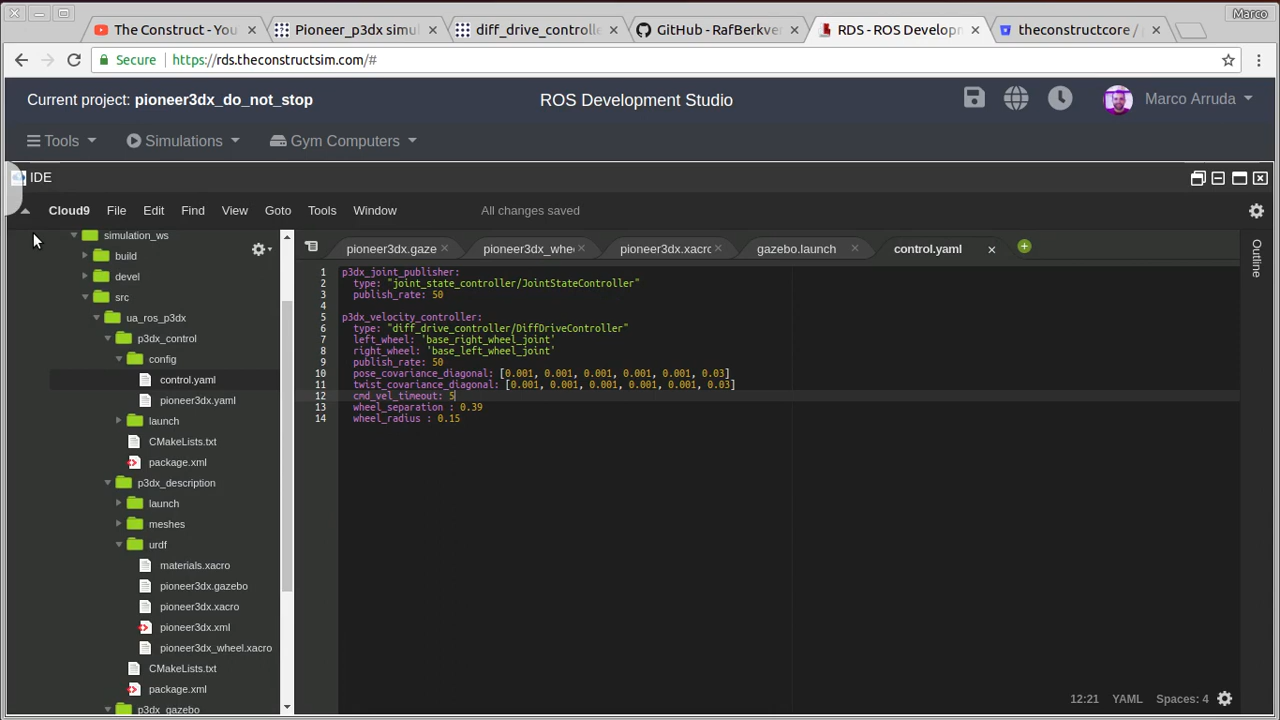 Marco
The Construct - You
Pioneer_p3dx simul
diff_drive_controlle
GitHub - RafBerkve
RDS - ROS Developm
theconstructcore /
Secure https://rds.theconstructsim.com/#
Current project: pioneer3dx_do_not_stop
ROS Development Studio
Marco Arruda
Tools
Simulations
Gym Computers
IDE
Cloud9 File Edit Find View Goto Tools Window All changes saved
simulation_ws
build
devel
src
ua_ros_p3dx
p3dx_control
config
control.yaml
pioneer3dx.yaml
launch
CMakeLists.txt
package.xml
p3dx_description
launch
meshes
urdf
materials.xacro
pioneer3dx.gazebo
pioneer3dx.xacro
pioneer3dx.xml
pioneer3dx_wheel.xacro
CMakeLists.txt
package.xml
p3dx_gazebo
pioneer3dx.gaze
pioneer3dx_whe
pioneer3dx.xacro
gazebo.launch
control.yaml
1 p3dx_joint_publisher:
2 type: "joint_state_controller/JointStateController"
3 publish_rate: 50
4
5 p3dx_velocity_controller:
6 type: "diff_drive_controller/DiffDriveController"
7 left_wheel: 'base_right_wheel_joint'
8 right_wheel: 'base_left_wheel_joint'
9 publish_rate: 50
10 pose_covariance_diagonal: [0.001, 0.001, 0.001, 0.001, 0.001, 0.03]
11 twist_covariance_diagonal: [0.001, 0.001, 0.001, 0.001, 0.001, 0.03]
12 cmd_vel_timeout: 5
13 wheel_separation : 0.39
14 wheel_radius : 0.15
Outline
12:21 YAML Spaces: 4